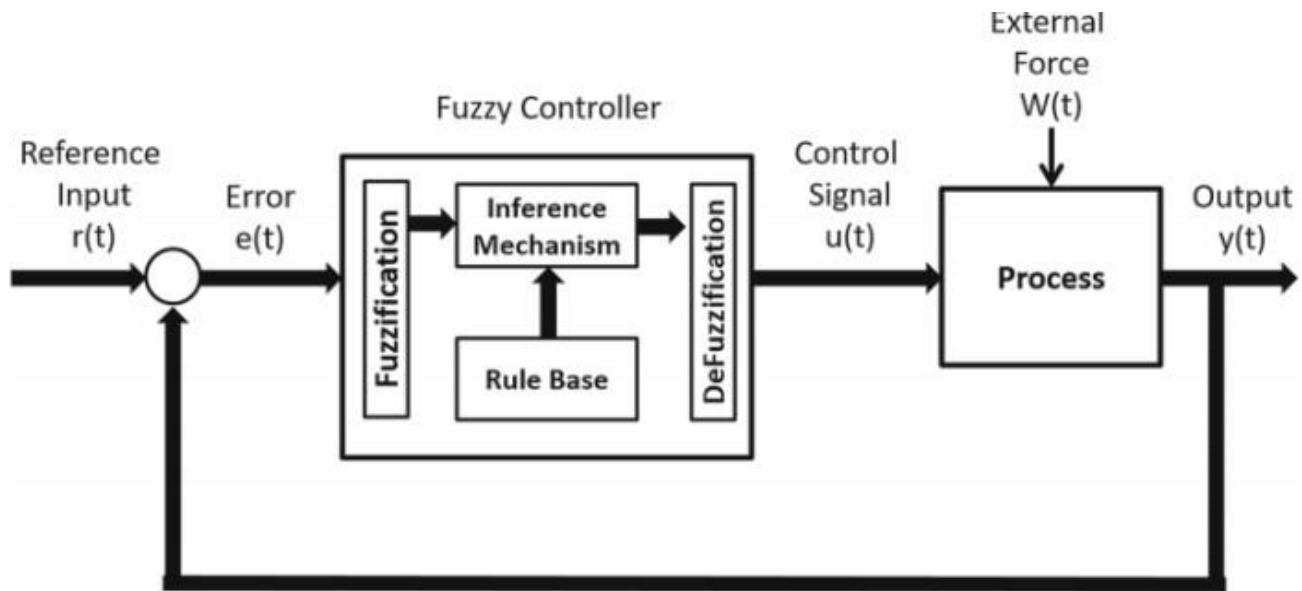 External
Force
W(t)
Fuzzy Controller
Reference
Input
r(t)
Error
e(t)
Control
Signal
u(t)
Output
y(t)
Fuzzification
Inference
Mechanism
Rule Base
DeFuzzification
Process